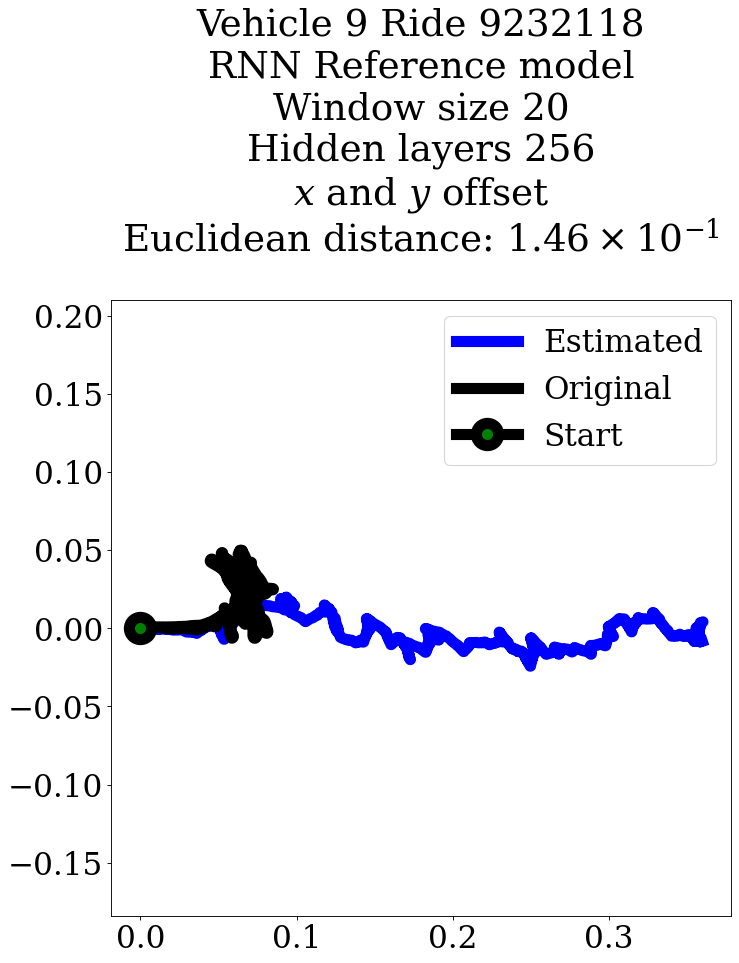 Vehicle 9 Ride 9232118
RNN Reference model
Window size 20
Hidden layers 256
x and y offset
Euclidean distance: 1.46 × 10⁻¹
Estimated
Original
Start
0.20
0.15
0.10
0.05
0.00
−0.05
−0.10
−0.15
0.0 0.1 0.2 0.3